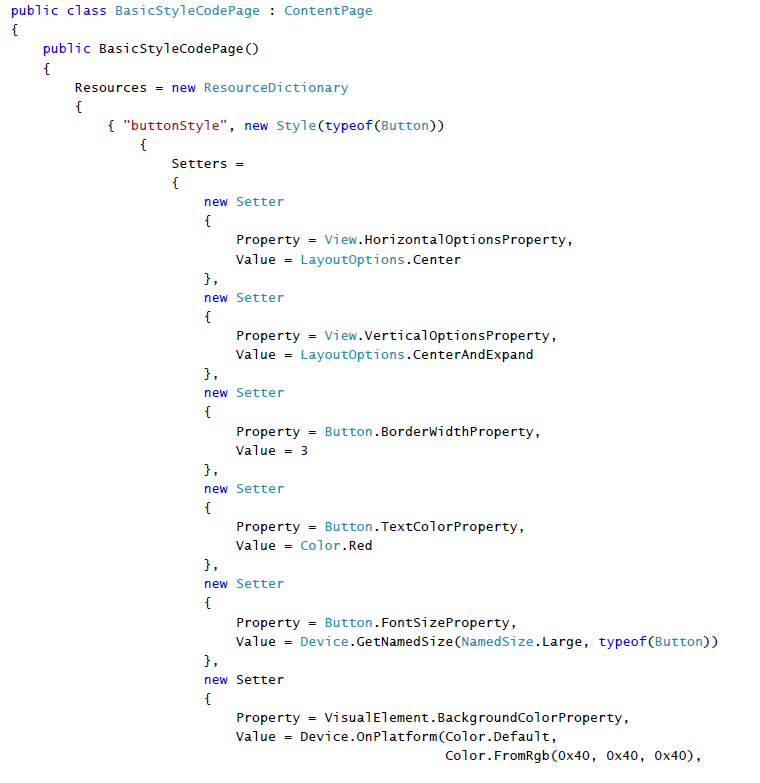 public class BasicStyleCodePage : ContentPage
{
    public BasicStyleCodePage()
    {
        Resources = new ResourceDictionary
        {
            { "buttonStyle", new Style(typeof(Button))
                {
                    Setters =
                    {
                        new Setter
                        {
                            Property = View.HorizontalOptionsProperty,
                            Value = LayoutOptions.Center
                        },
                        new Setter
                        {
                            Property = View.VerticalOptionsProperty,
                            Value = LayoutOptions.CenterAndExpand
                        },
                        new Setter
                        {
                            Property = Button.BorderWidthProperty,
                            Value = 3
                        },
                        new Setter
                        {
                            Property = Button.TextColorProperty,
                            Value = Color.Red
                        },
                        new Setter
                        {
                            Property = Button.FontSizeProperty,
                            Value = Device.GetNamedSize(NamedSize.Large, typeof(Button))
                        },
                        new Setter
                        {
                            Property = VisualElement.BackgroundColorProperty,
                            Value = Device.OnPlatform(Color.Default,
                                                      Color.FromRgb(0x40, 0x40, 0x40),